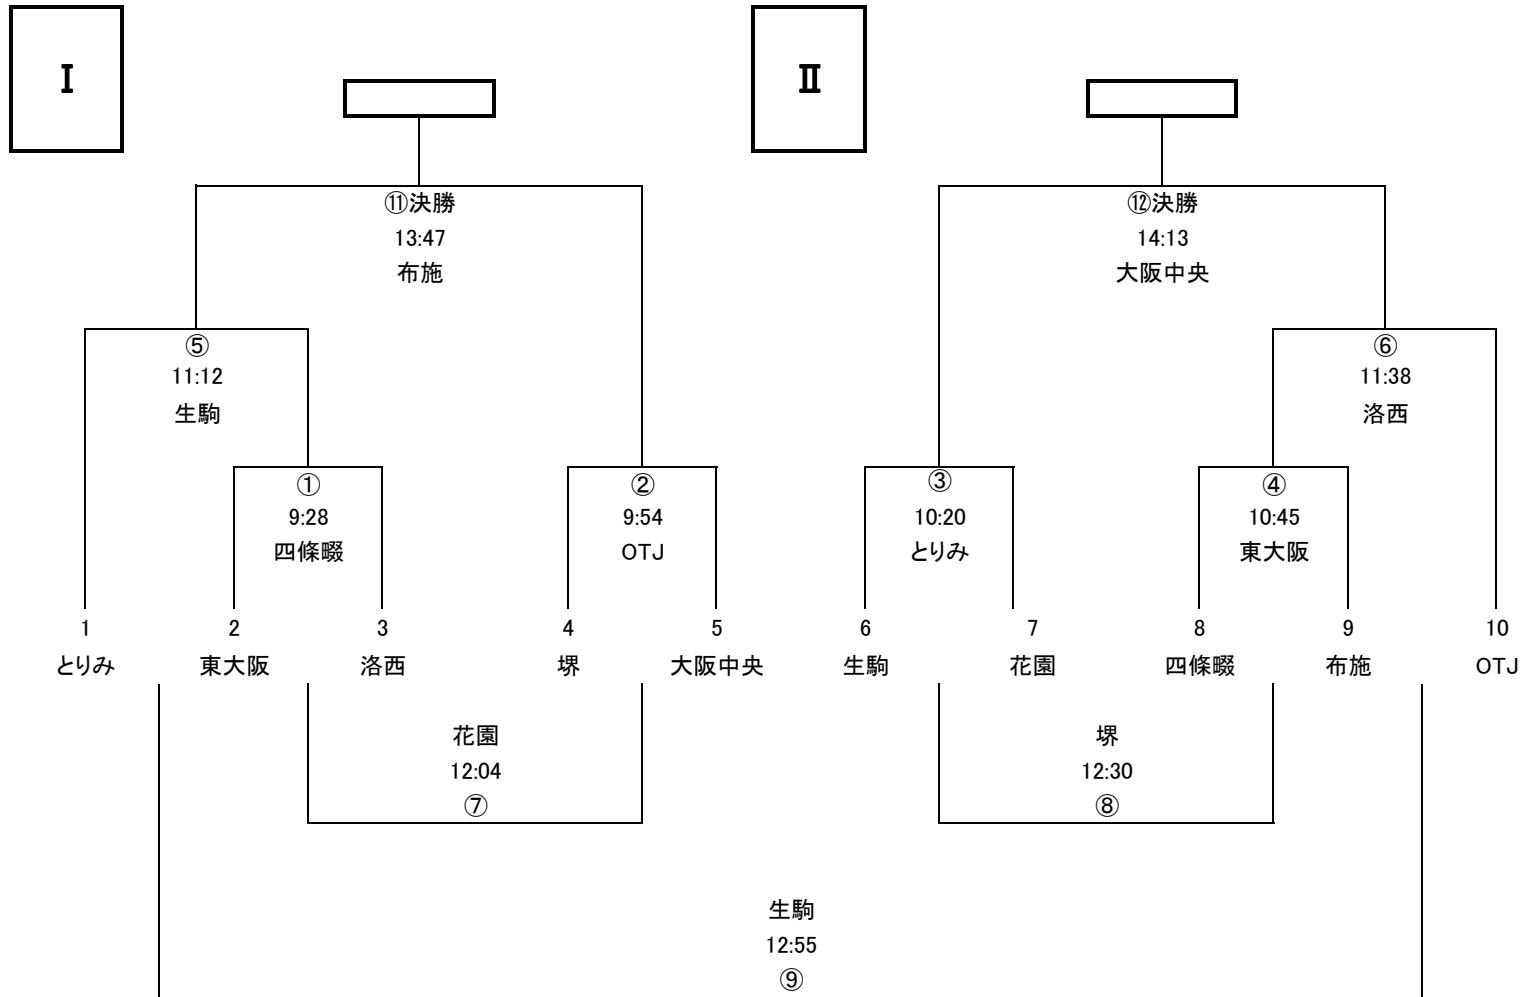 Ⅰ
Ⅱ
⑪決勝
13:47
布施
⑫決勝
14:13
大阪中央
⑤
11:12
生駒
⑥
11:38
洛西
①
9:28
四條畷
②
9:54
OTJ
③
10:20
とりみ
④
10:45
東大阪
1 2 3 4 5 6 7 8 9 10
とりみ 東大阪 洛西 堺 大阪中央 生駒 花園 四條畷 布施 OTJ
花園
12:04
⑦
堺
12:30
⑧
生駒
12:55
⑨